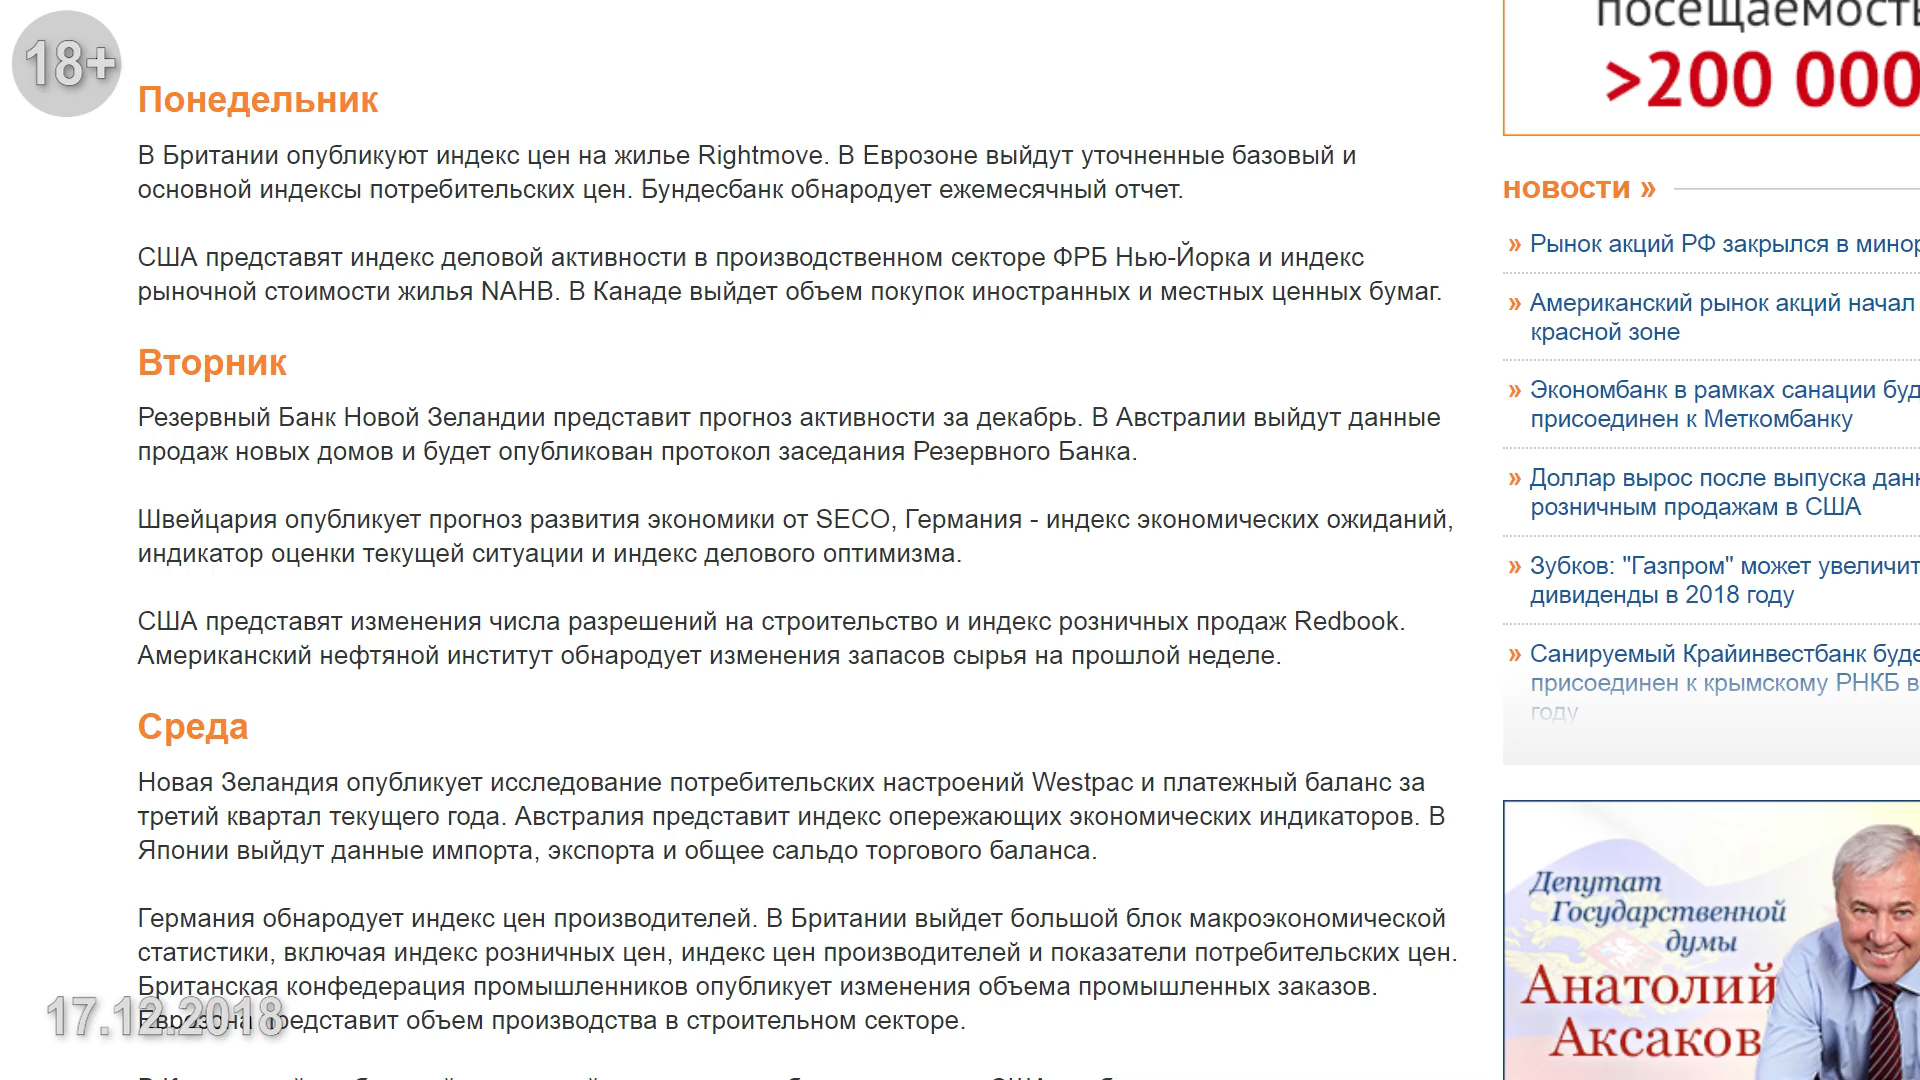 18+
Понедельник
В Британии опубликуют индекс цен на жилье Rightmove. В Еврозоне выйдут уточненные базовый и
основной индексы потребительских цен. Бундесбанк обнародует ежемесячный отчет.
США представят индекс деловой активности в производственном секторе ФРБ Нью-Йорка и индекс
рыночной стоимости жилья NAHB. В Канаде выйдет объем покупок иностранных и местных ценных бумаг.
Вторник
Резервный Банк Новой Зеландии представит прогноз активности за декабрь. В Австралии выйдут данные
продаж новых домов и будет опубликован протокол заседания Резервного Банка.
Швейцария опубликует прогноз развития экономики от SECO, Германия - индекс экономических ожиданий,
индикатор оценки текущей ситуации и индекс делового оптимизма.
США представят изменения числа разрешений на строительство и индекс розничных продаж Redbook.
Американский нефтяной институт обнародует изменения запасов сырья на прошлой неделе.
Среда
Новая Зеландия опубликует исследование потребительских настроений Westpac и платежный баланс за
третий квартал текущего года. Австралия представит индекс опережающих экономических индикаторов. В
Японии выйдут данные импорта, экспорта и общее сальдо торгового баланса.
Германия обнародует индекс цен производителей. В Британии выйдет большой блок макроэкономической
статистики, включая индекс розничных цен, индекс цен производителей и показатели потребительских цен.
Британская конфедерация промышленников опубликует изменения объема промышленных заказов.
Еврозона представит объем производства в строительном секторе.
17.12.2018
посещаемость
>200 000
новости »
» Рынок акций РФ закрылся в минор
» Американский рынок акций начал
красной зоне
» Экономбанк в рамках санации буд
присоединен к Меткомбанку
» Доллар вырос после выпуска данн
розничным продажам в США
» Зубков: "Газпром" может увеличит
дивиденды в 2018 году
» Санируемый Крайинвестбанк буде
присоединен к крымскому РНКБ в
году
Депутат
Государственной
думы
Анатолий
Аксаков